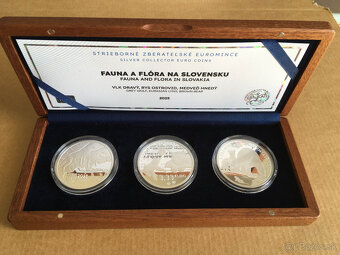 STRIEBORNÉ ZBERATEĽSKÉ EUROMINCE
SILVER COLLECTOR EURO COINS
FAUNA A FLÓRA NA SLOVENSKU
FAUNA AND FLORA IN SLOVAKIA
VLK DRAVÝ, RYS OSTROVID, MEDVEĎ HNEDÝ
GREY WOLF, EURASIAN LYNX, BROWN BEAR